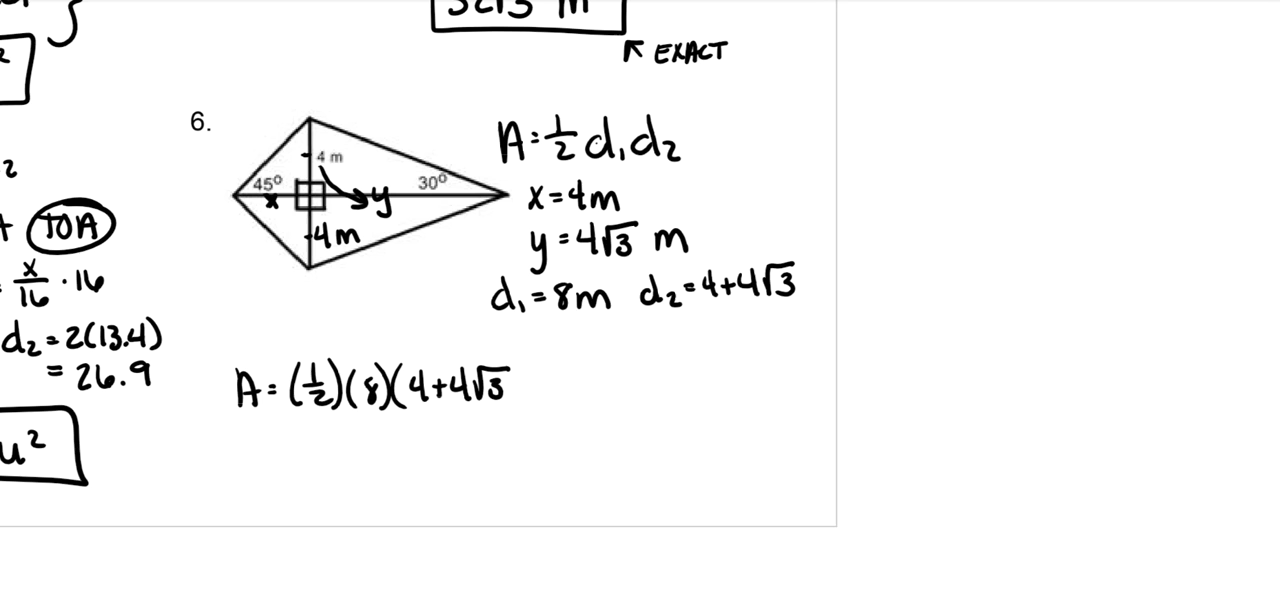 EXACT
6.
A = 1/2 d₁d₂
4 m
45°
30°
x
y
x = 4m
4m
y = 4√3 m
d₁ = 8m d₂ = 4+4√3
A = (1/2)(8)(4+4√3
2
TOA
x/16 · 16
d₂ = 2(13.4)
= 26.9
u²